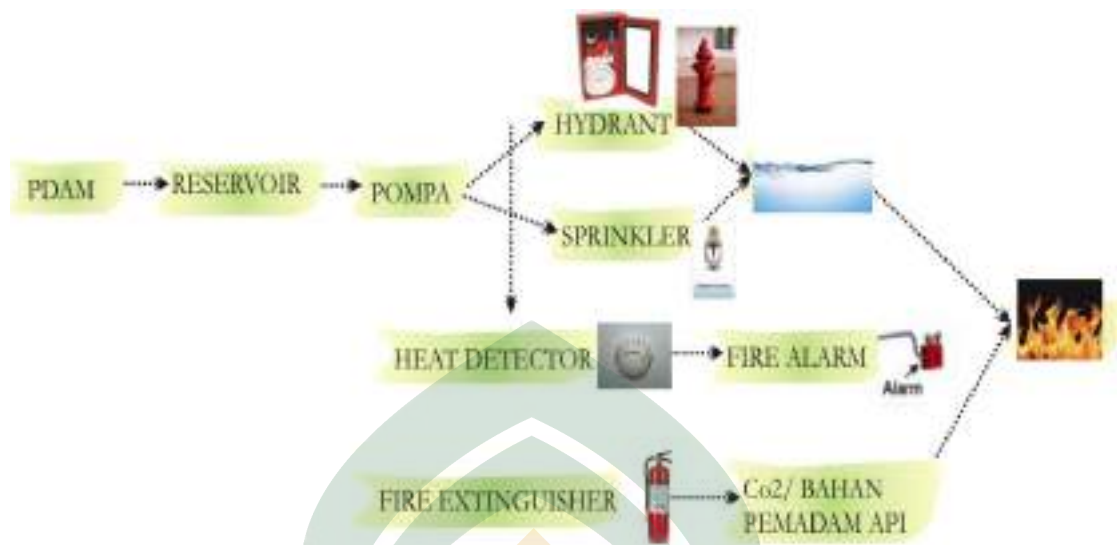 HYDRANT
PDAM
RESERVOIR
POMPA
SPRINKLER
HEAT DETECTOR
FIRE ALARM
Alarm
FIRE EXTINGUISHER
Co2/ BAHAN
PEMADAM API